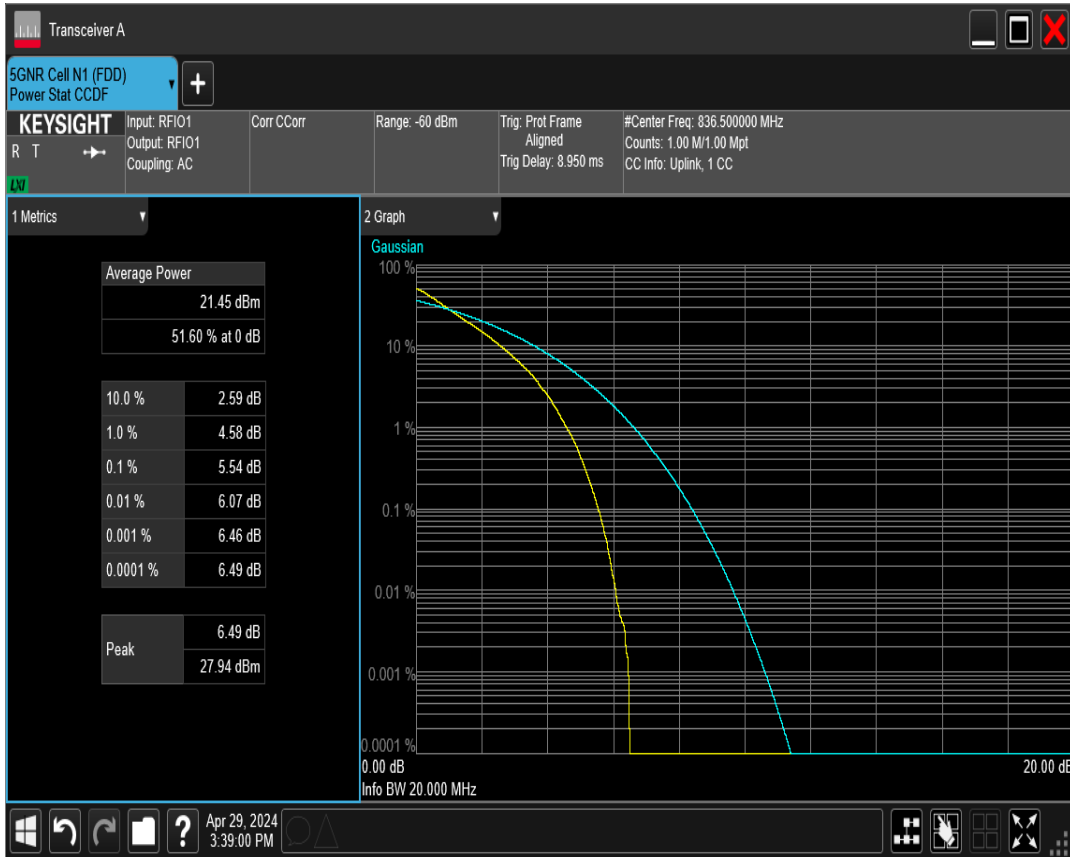 Transceiver A
5GNR Cell N1 (FDD)
Power Stat CCDF
+
KEYSIGHT
R T
LXI
Input: RFIO1
Output: RFIO1
Coupling: AC
Corr CCorr
Range: -60 dBm
Trig: Prot Frame
Aligned
Trig Delay: 8.950 ms
#Center Freq: 836.500000 MHz
Counts: 1.00 M/1.00 Mpt
CC Info: Uplink, 1 CC
1 Metrics
Average Power
21.45 dBm
51.60 % at 0 dB
10.0 % 2.59 dB
1.0 % 4.58 dB
0.1 % 5.54 dB
0.01 % 6.07 dB
0.001 % 6.46 dB
0.0001 % 6.49 dB
Peak
6.49 dB
27.94 dBm
2 Graph
Gaussian
100 %
10 %
1 %
0.1 %
0.01 %
0.001 %
0.0001 %
0.00 dB
20.00 dB
Info BW 20.000 MHz
?
Apr 29, 2024
3:39:00 PM